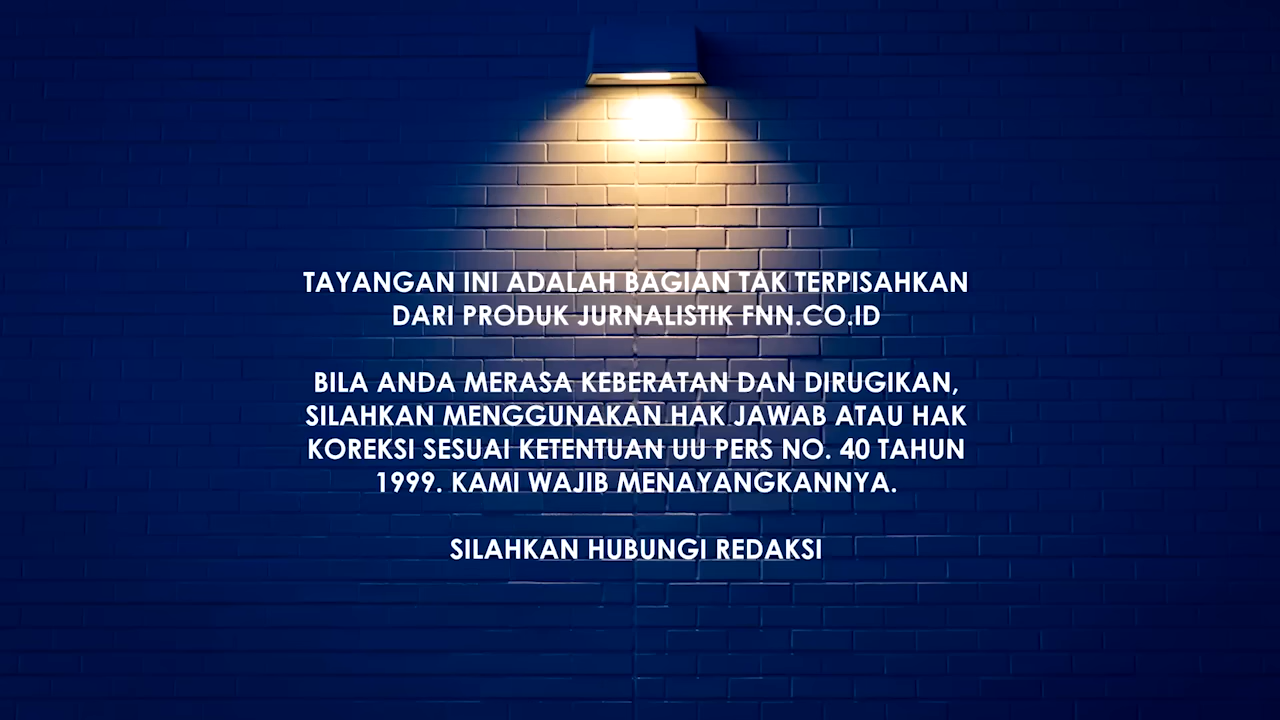 TAYANGAN INI ADALAH BAGIAN TAK TERPISAHKAN
DARI PRODUK JURNALISTIK FNN.CO.ID
BILA ANDA MERASA KEBERATAN DAN DIRUGIKAN,
SILAHKAN MENGGUNAKAN HAK JAWAB ATAU HAK
KOREKSI SESUAI KETENTUAN UU PERS NO. 40 TAHUN
1999. KAMI WAJIB MENAYANGKANNYA.
SILAHKAN HUBUNGI REDAKSI